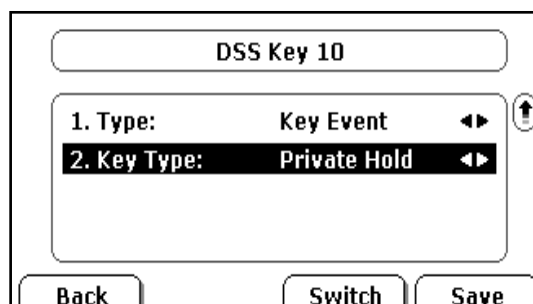 DSS Key 10
1. Type: Key Event
2. Key Type: Private Hold
Back Switch Save